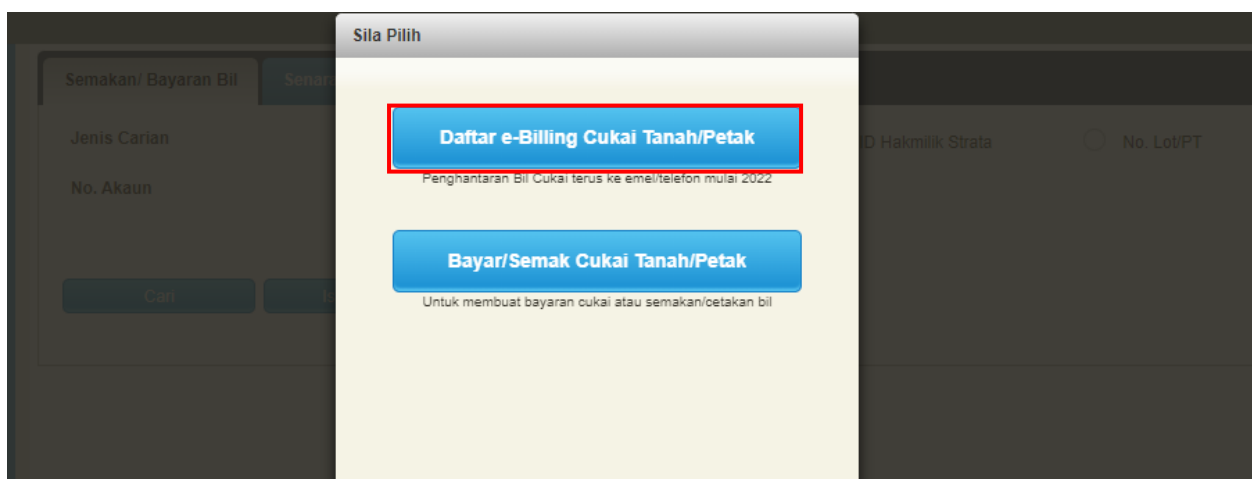 Sila Pilih
Semakan/ Bayaran Bil
Jenis Carian
Daftar e-Billing Cukai Tanah/Petak
ID Hakmilik Strata
No. Lot/PT
Penghantaran Bil Cukai terus ke emel/telefon mulai 2022
No. Akaun
Bayar/Semak Cukai Tanah/Petak
Cari
Untuk membuat bayaran cukai atau semakan/cetakan bil